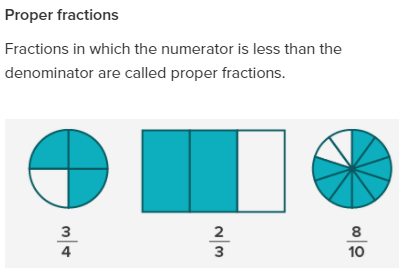 Proper fractions
Fractions in which the numerator is less than the
denominator are called proper fractions.
3
4
2
3
8
10